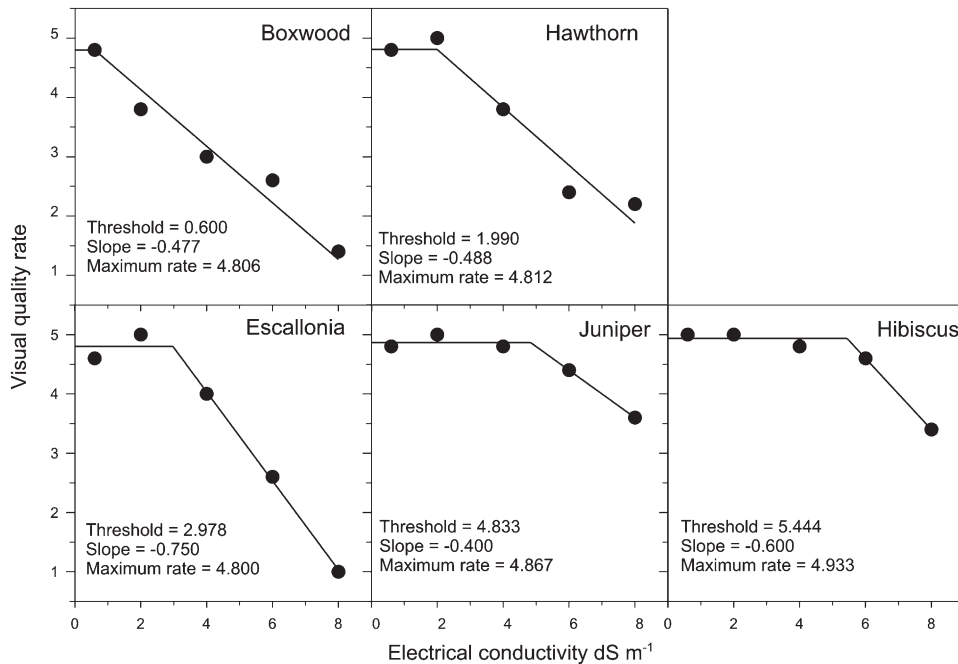 Boxwood
Hawthorn
5
4
3
2
1
Threshold = 0.600
Slope = -0.477
Maximum rate = 4.806
Threshold = 1.990
Slope = -0.488
Maximum rate = 4.812
Visual quality rate
Escallonia
Juniper
Hibiscus
5
4
3
2
1
Threshold = 2.978
Slope = -0.750
Maximum rate = 4.800
Threshold = 4.833
Slope = -0.400
Maximum rate = 4.867
Threshold = 5.444
Slope = -0.600
Maximum rate = 4.933
0 2 4 6 8 0 2 4 6 8 0 2 4 6 8
Electrical conductivity dS m⁻¹